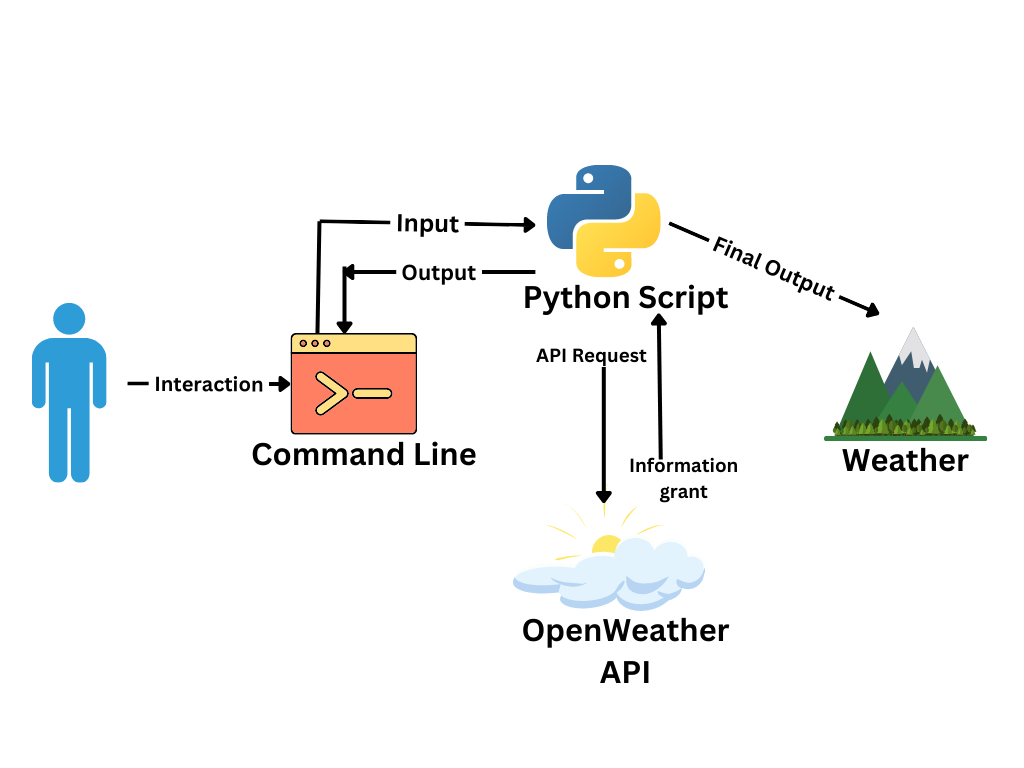 Input
Final Output
Output
Python Script
API Request
Interaction
Command Line
Weather
Information
grant
OpenWeather
API